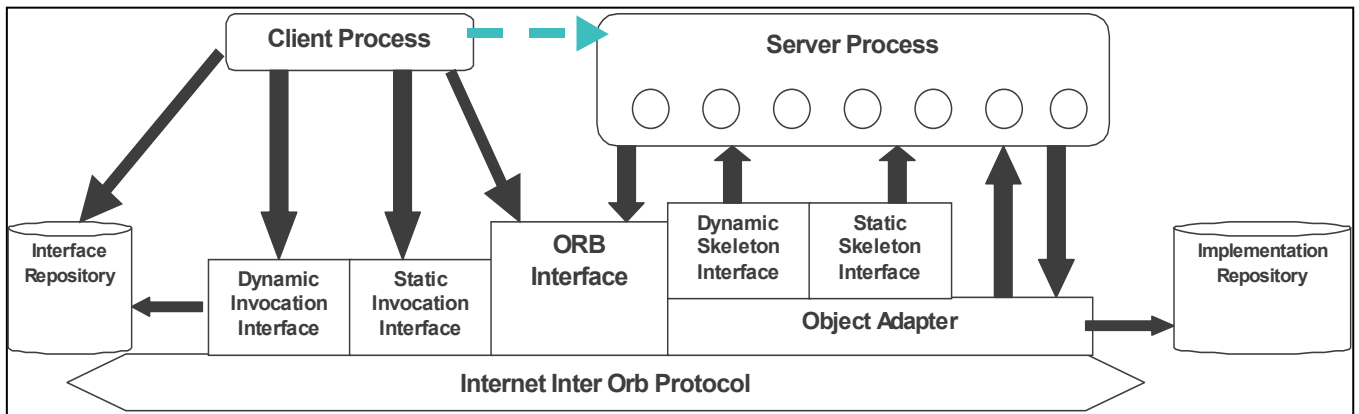 Client Process
Server Process
Interface
Repository
Dynamic
Invocation
Interface
Static
Invocation
Interface
ORB
Interface
Dynamic
Skeleton
Interface
Static
Skeleton
Interface
Object Adapter
Implementation
Repository
Internet Inter Orb Protocol